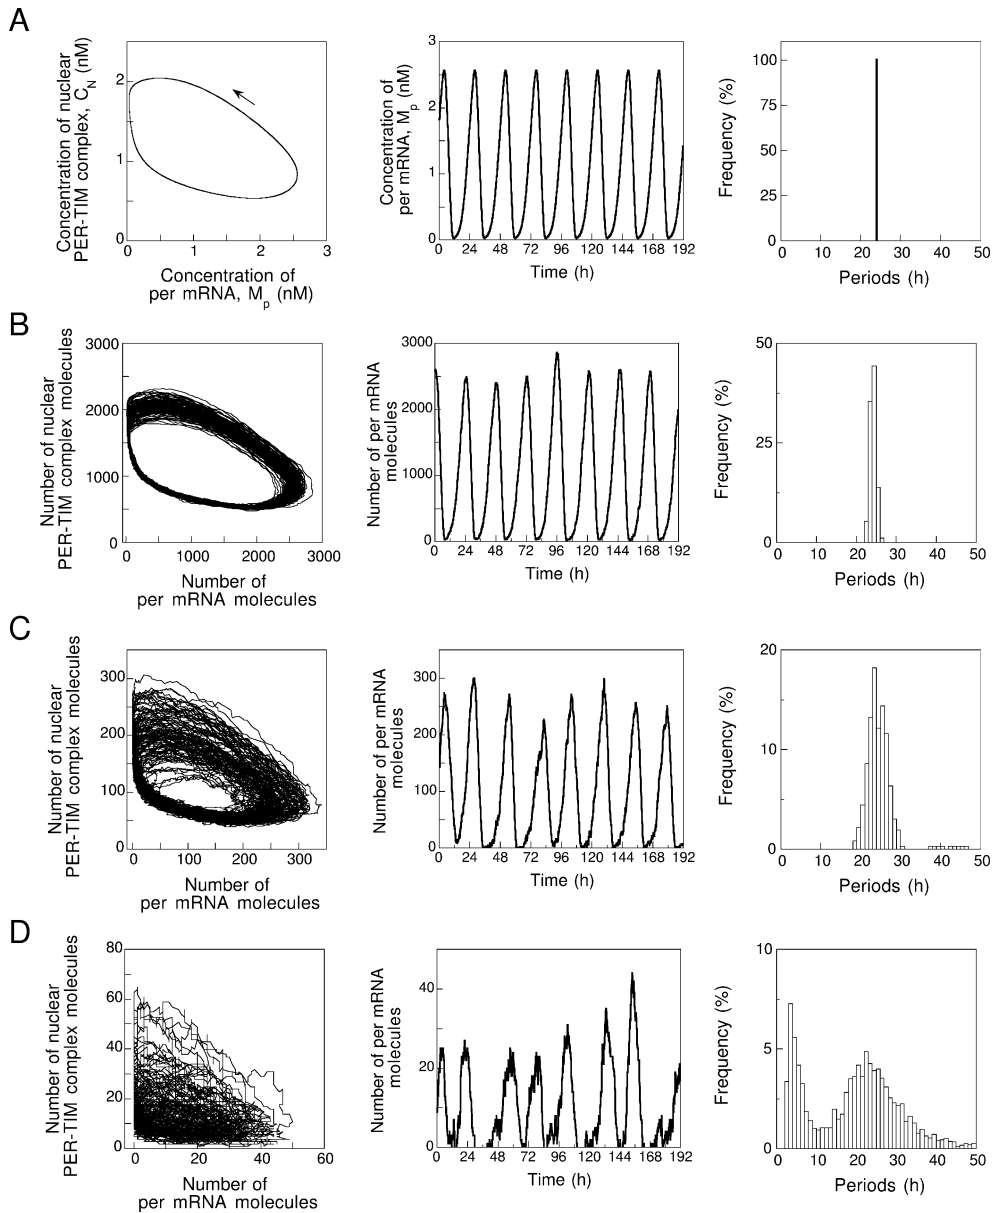 A
Concentration of nuclear
PER-TIM complex, C_N (nM)
2
1
0
0 1 2 3
Concentration of
per mRNA, M_p (nM)
Concentration of
per mRNA, M_p (nM)
3
2
1
0
0 24 48 72 96 120 144 168 192
Time (h)
Frequency (%)
100
75
50
25
0
0 10 20 30 40 50
Periods (h)
B
Number of nuclear
PER-TIM complex molecules
3000
2000
1000
0
0 1000 2000 3000
Number of
per mRNA molecules
Number of per mRNA
molecules
3000
2000
1000
0
0 24 48 72 96 120 144 168 192
Time (h)
Frequency (%)
50
25
0
0 10 20 30 40 50
Periods (h)
C
Number of nuclear
PER-TIM complex molecules
300
200
100
0
0 100 200 300
Number of
per mRNA molecules
Number of per mRNA
molecules
300
200
100
0
0 24 48 72 96 120 144 168 192
Time (h)
Frequency (%)
20
10
0
0 10 20 30 40 50
Periods (h)
D
Number of nuclear
PER-TIM complex molecules
80
60
40
20
0
0 20 40 60
Number of
per mRNA molecules
Number of per mRNA
molecules
40
20
0
0 24 48 72 96 120 144 168 192
Time (h)
Frequency (%)
10
5
0
0 10 20 30 40 50
Periods (h)